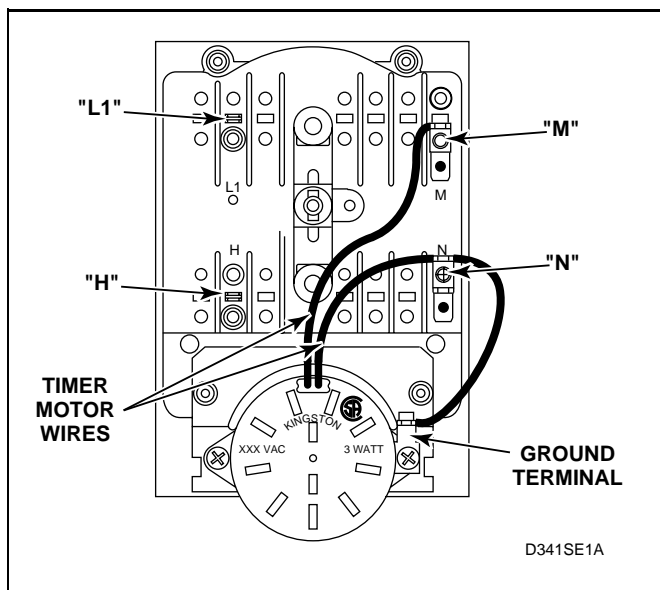 "L1"
"M"
L1
M
H
N
"H"
"N"
TIMER
MOTOR
WIRES
KINGSTON
XXX VAC
3 WATT
GROUND
TERMINAL
D341SE1A